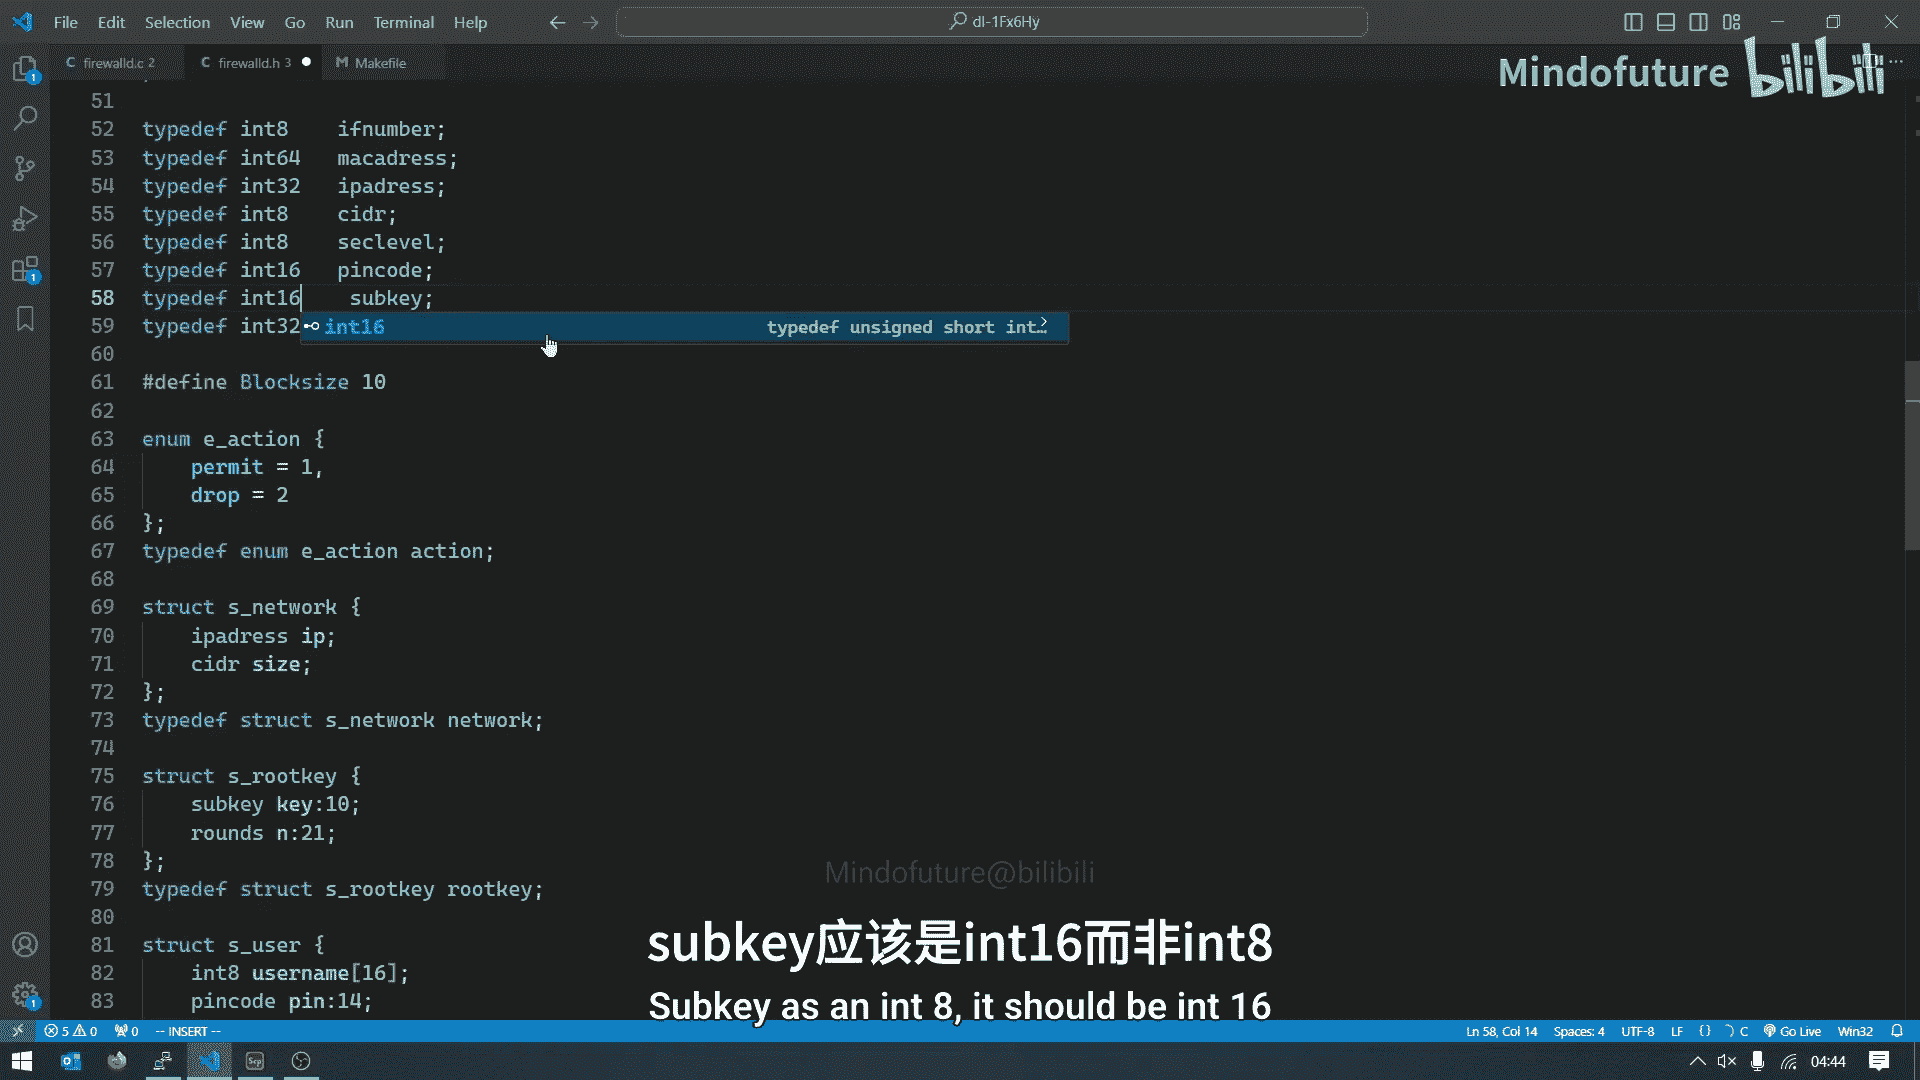 File Edit Selection View Go Run Terminal Help dl-1Fx6Hy
C firewalld.c 2 C firewalld.h 3 M Makefile
Mindofuture bilibili
51
52 typedef int8 ifnumber;
53 typedef int64 macadress;
54 typedef int32 ipadress;
55 typedef int8 cidr;
56 typedef int8 seclevel;
57 typedef int16 pincode;
58 typedef int16 subkey;
59 typedef int32 int16 typedef unsigned short int…
60
61 #define Blocksize 10
62
63 enum e_action {
64 permit = 1,
65 drop = 2
66 };
67 typedef enum e_action action;
68
69 struct s_network {
70 ipadress ip;
71 cidr size;
72 };
73 typedef struct s_network network;
74
75 struct s_rootkey {
76 subkey key:10;
77 rounds n:21;
78 };
79 typedef struct s_rootkey rootkey;
80
81 struct s_user {
82 int8 username[16];
83 pincode pin:14;
Mindofuture@bilibili
subkey应该是int16而非int8
Subkey as an int 8, it should be int 16
5 0 0 -- INSERT -- Ln 58, Col 14 Spaces: 4 UTF-8 LF {} C Go Live Win32
04:44